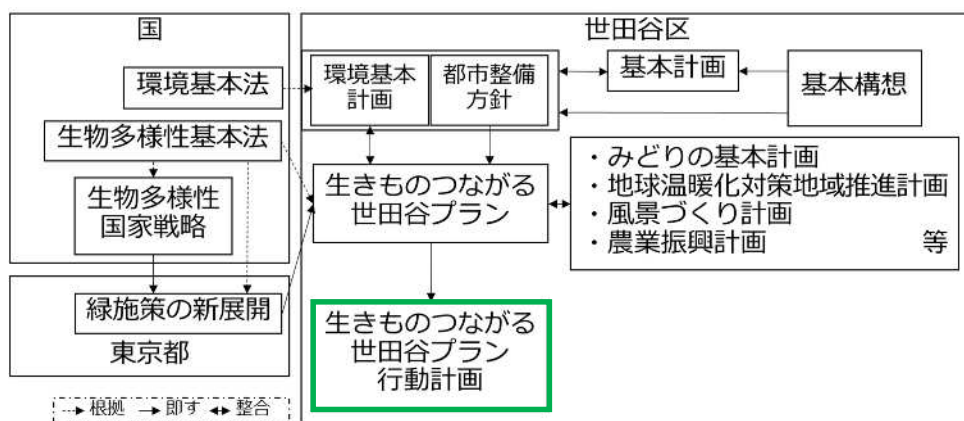 国
環境基本法
生物多様性基本法
生物多様性
国家戦略
緑施策の新展開
東京都
世田谷区
環境基本
計画
都市整備
方針
基本計画
基本構想
生きものつながる
世田谷プラン
・みどりの基本計画
・地球温暖化対策地域推進計画
・風景づくり計画
・農業振興計画 等
生きものつながる
世田谷プラン
行動計画
根拠 即す 整合